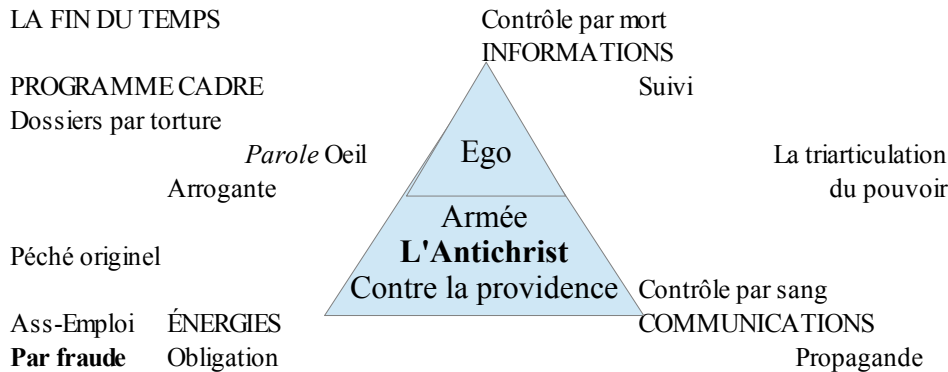 LA FIN DU TEMPS
Contrôle par mort
INFORMATIONS
PROGRAMME CADRE
Suivi
Dossiers par torture
Parole Oeil
Ego
La triarticulation
Arrogante
du pouvoir
Armée
Péché originel
L'Antichrist
Contre la providence
Contrôle par sang
Ass-Emploi
ÉNERGIES
COMMUNICATIONS
Par fraude
Obligation
Propagande